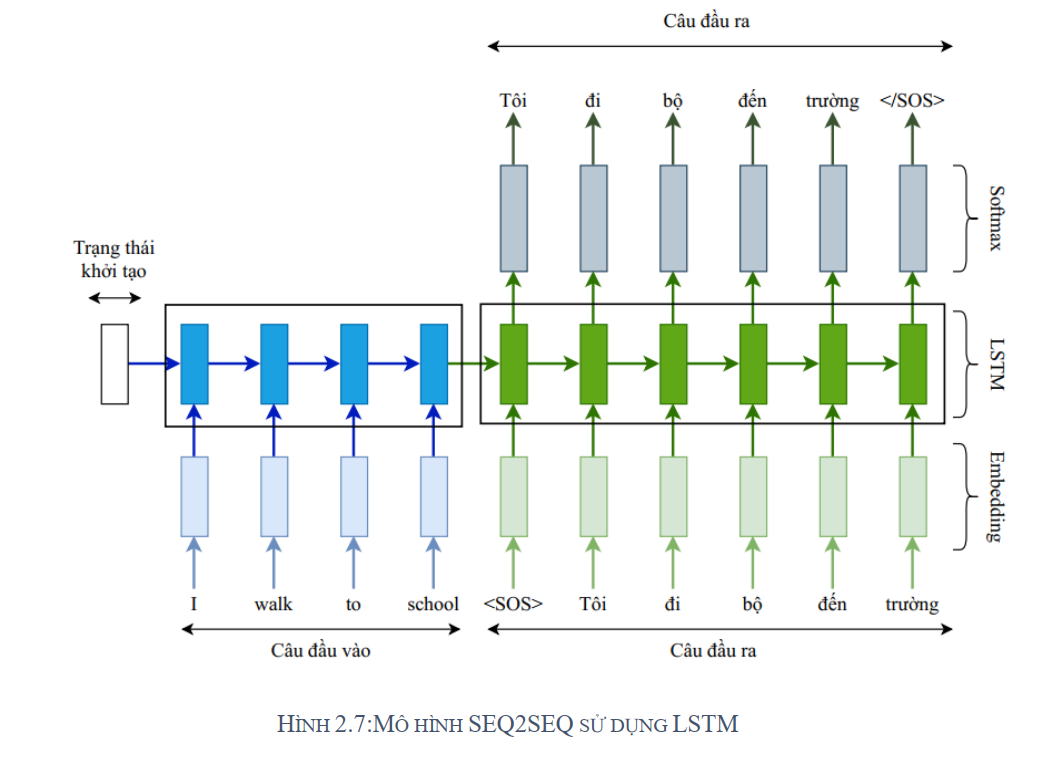 Câu đầu ra
Tôi đi bộ đến trường </SOS>
Softmax
Trạng thái
khởi tạo
LSTM
Embedding
I walk to school <SOS> Tôi đi bộ đến trường
Câu đầu vào
Câu đầu ra
HÌNH 2.7:MÔ HÌNH SEQ2SEQ SỬ DỤNG LSTM